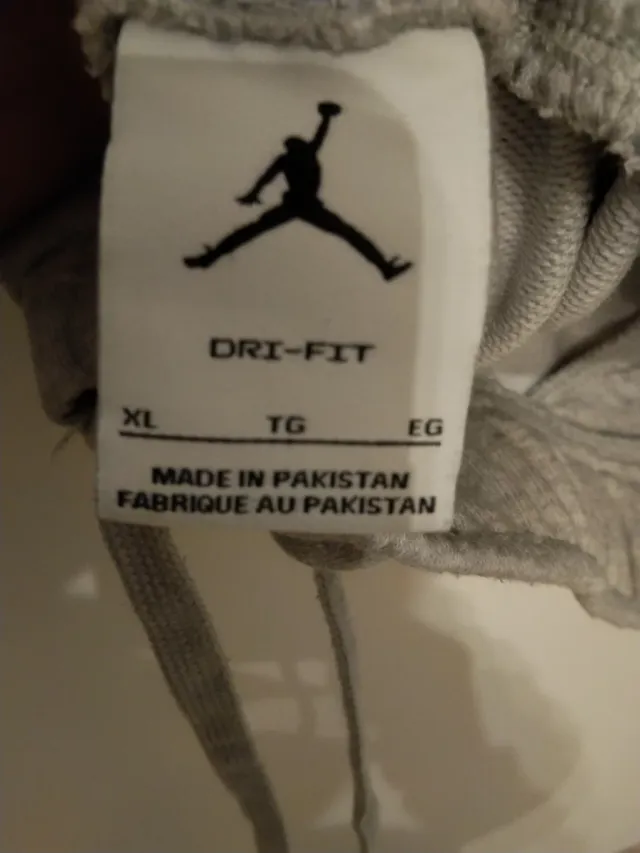 DRI-FIT
XL TG EG
MADE IN PAKISTAN
FABRIQUE AU PAKISTAN